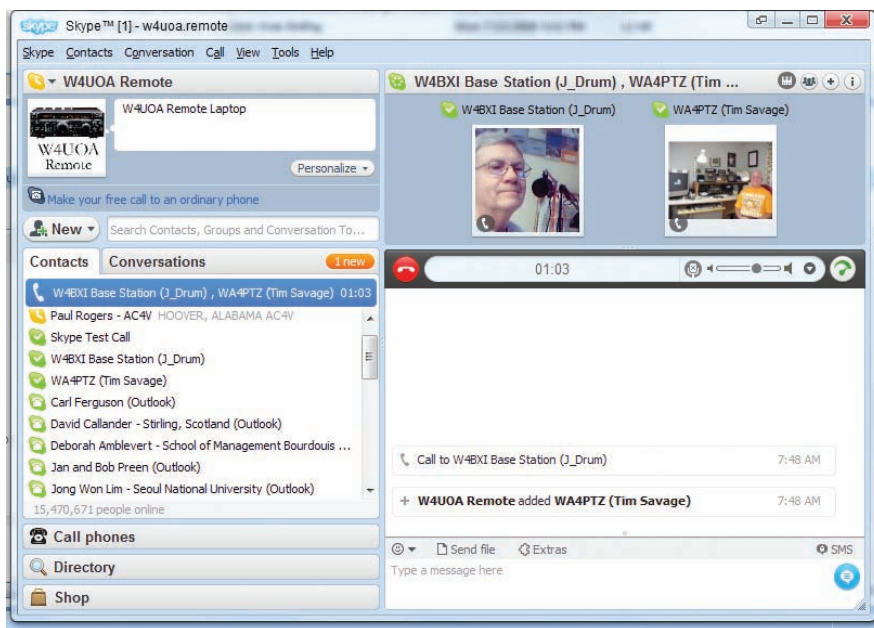 Skype™ [1] - w4uoa.remote
Skype Contacts Conversation Call View Tools Help
W4UOA Remote
W4UOA Remote Laptop
W4UOA
Remote
Personalize
Make your free call to an ordinary phone
New
Search Contacts, Groups and Conversation To...
Contacts Conversations 1 new
W4BXI Base Station (J_Drum) , WA4PTZ (Tim Savage) 01:03
Paul Rogers - AC4V HOOVER, ALABAMA AC4V
Skype Test Call
W4BXI Base Station (J_Drum)
WA4PTZ (Tim Savage)
Carl Ferguson (Outlook)
David Callander - Stirling, Scotland (Outlook)
Deborah Amblevert - School of Management Bourdouis ...
Jan and Bob Preen (Outlook)
Jong Won Lim - Seoul National University (Outlook)
15,470,671 people online
Call phones
Directory
Shop
W4BXI Base Station (J_Drum) , WA4PTZ (Tim ...
W4BXI Base Station (J_Drum) WA4PTZ (Tim Savage)
01:03
Call to W4BXI Base Station (J_Drum) 7:48 AM
W4UOA Remote added WA4PTZ (Tim Savage) 7:48 AM
Send file Extras SMS
Type a message here